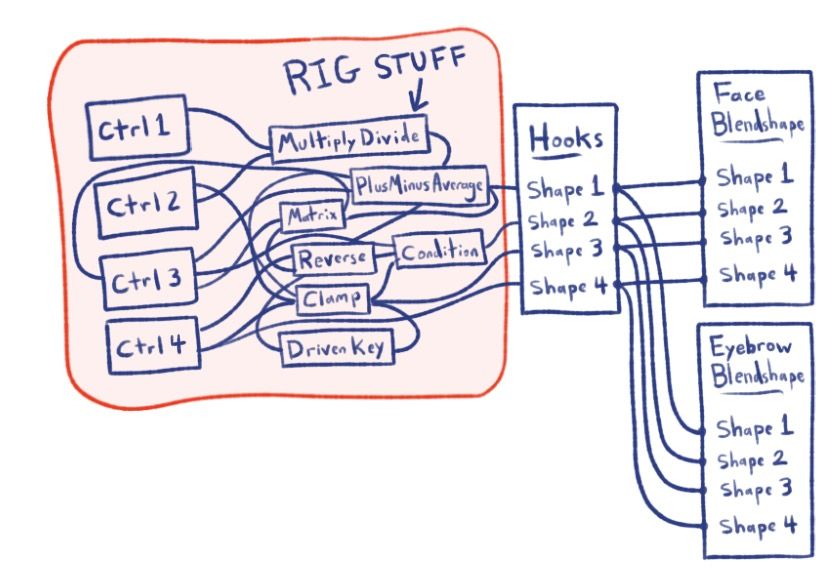 RIG STUFF
Ctrl 1
Ctrl 2
Ctrl 3
Ctrl 4
Multiply Divide
PlusMinusAverage
Matrix
Reverse
Condition
Clamp
Driven Key
Hooks
Shape 1
Shape 2
Shape 3
Shape 4
Face
Blendshape
Shape 1
Shape 2
Shape 3
Shape 4
Eyebrow
Blendshape
Shape 1
Shape 2
Shape 3
Shape 4